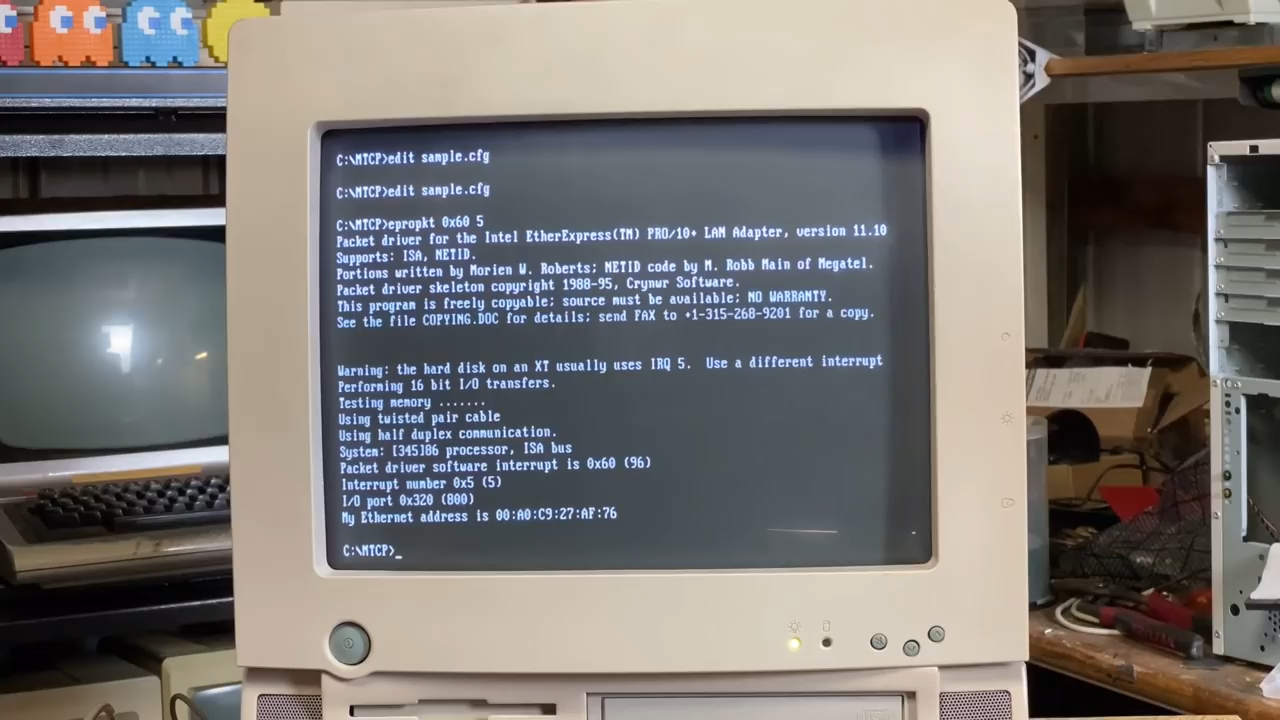 C:\MTCP>edit sample.cfg
C:\MTCP>edit sample.cfg
C:\MTCP>epropkt 0x60 5
Packet driver for the Intel EtherExpress(TM) PRO/10+ LAN Adapter, version 11.10
Supports: ISA, NETID.
Portions written by Morien W. Roberts; NETID code by M. Robb Main of Megatel.
Packet driver skeleton copyright 1988-95, Crynwr Software.
This program is freely copyable; source must be available; NO WARRANTY.
See the file COPYING.DOC for details; send FAX to +1-315-268-9201 for a copy.
Warning: the hard disk on an XT usually uses IRQ 5.  Use a different interrupt
Performing 16 bit I/O transfers.
Testing memory .......
Using twisted pair cable
Using half duplex communication.
System: [345]86 processor, ISA bus
Packet driver software interrupt is 0x60 (96)
Interrupt number 0x5 (5)
I/O port 0x320 (800)
My Ethernet address is 00:A0:C9:27:AF:76
C:\MTCP>_